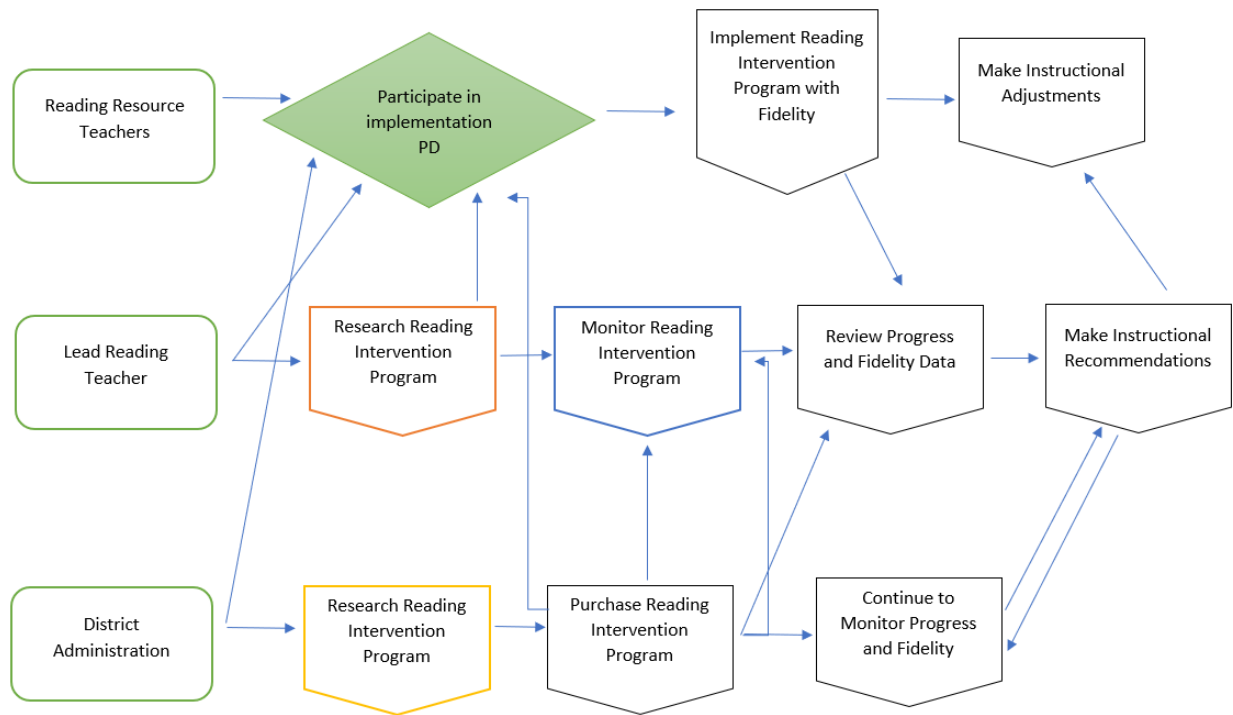 Reading Resource
Teachers
Participate in
implementation
PD
Implement Reading
Intervention
Program with
Fidelity
Make Instructional
Adjustments
Lead Reading
Teacher
Research Reading
Intervention
Program
Monitor Reading
Intervention
Program
Review Progress
and Fidelity Data
Make Instructional
Recommendations
District
Administration
Research Reading
Intervention
Program
Purchase Reading
Intervention
Program
Continue to
Monitor Progress
and Fidelity